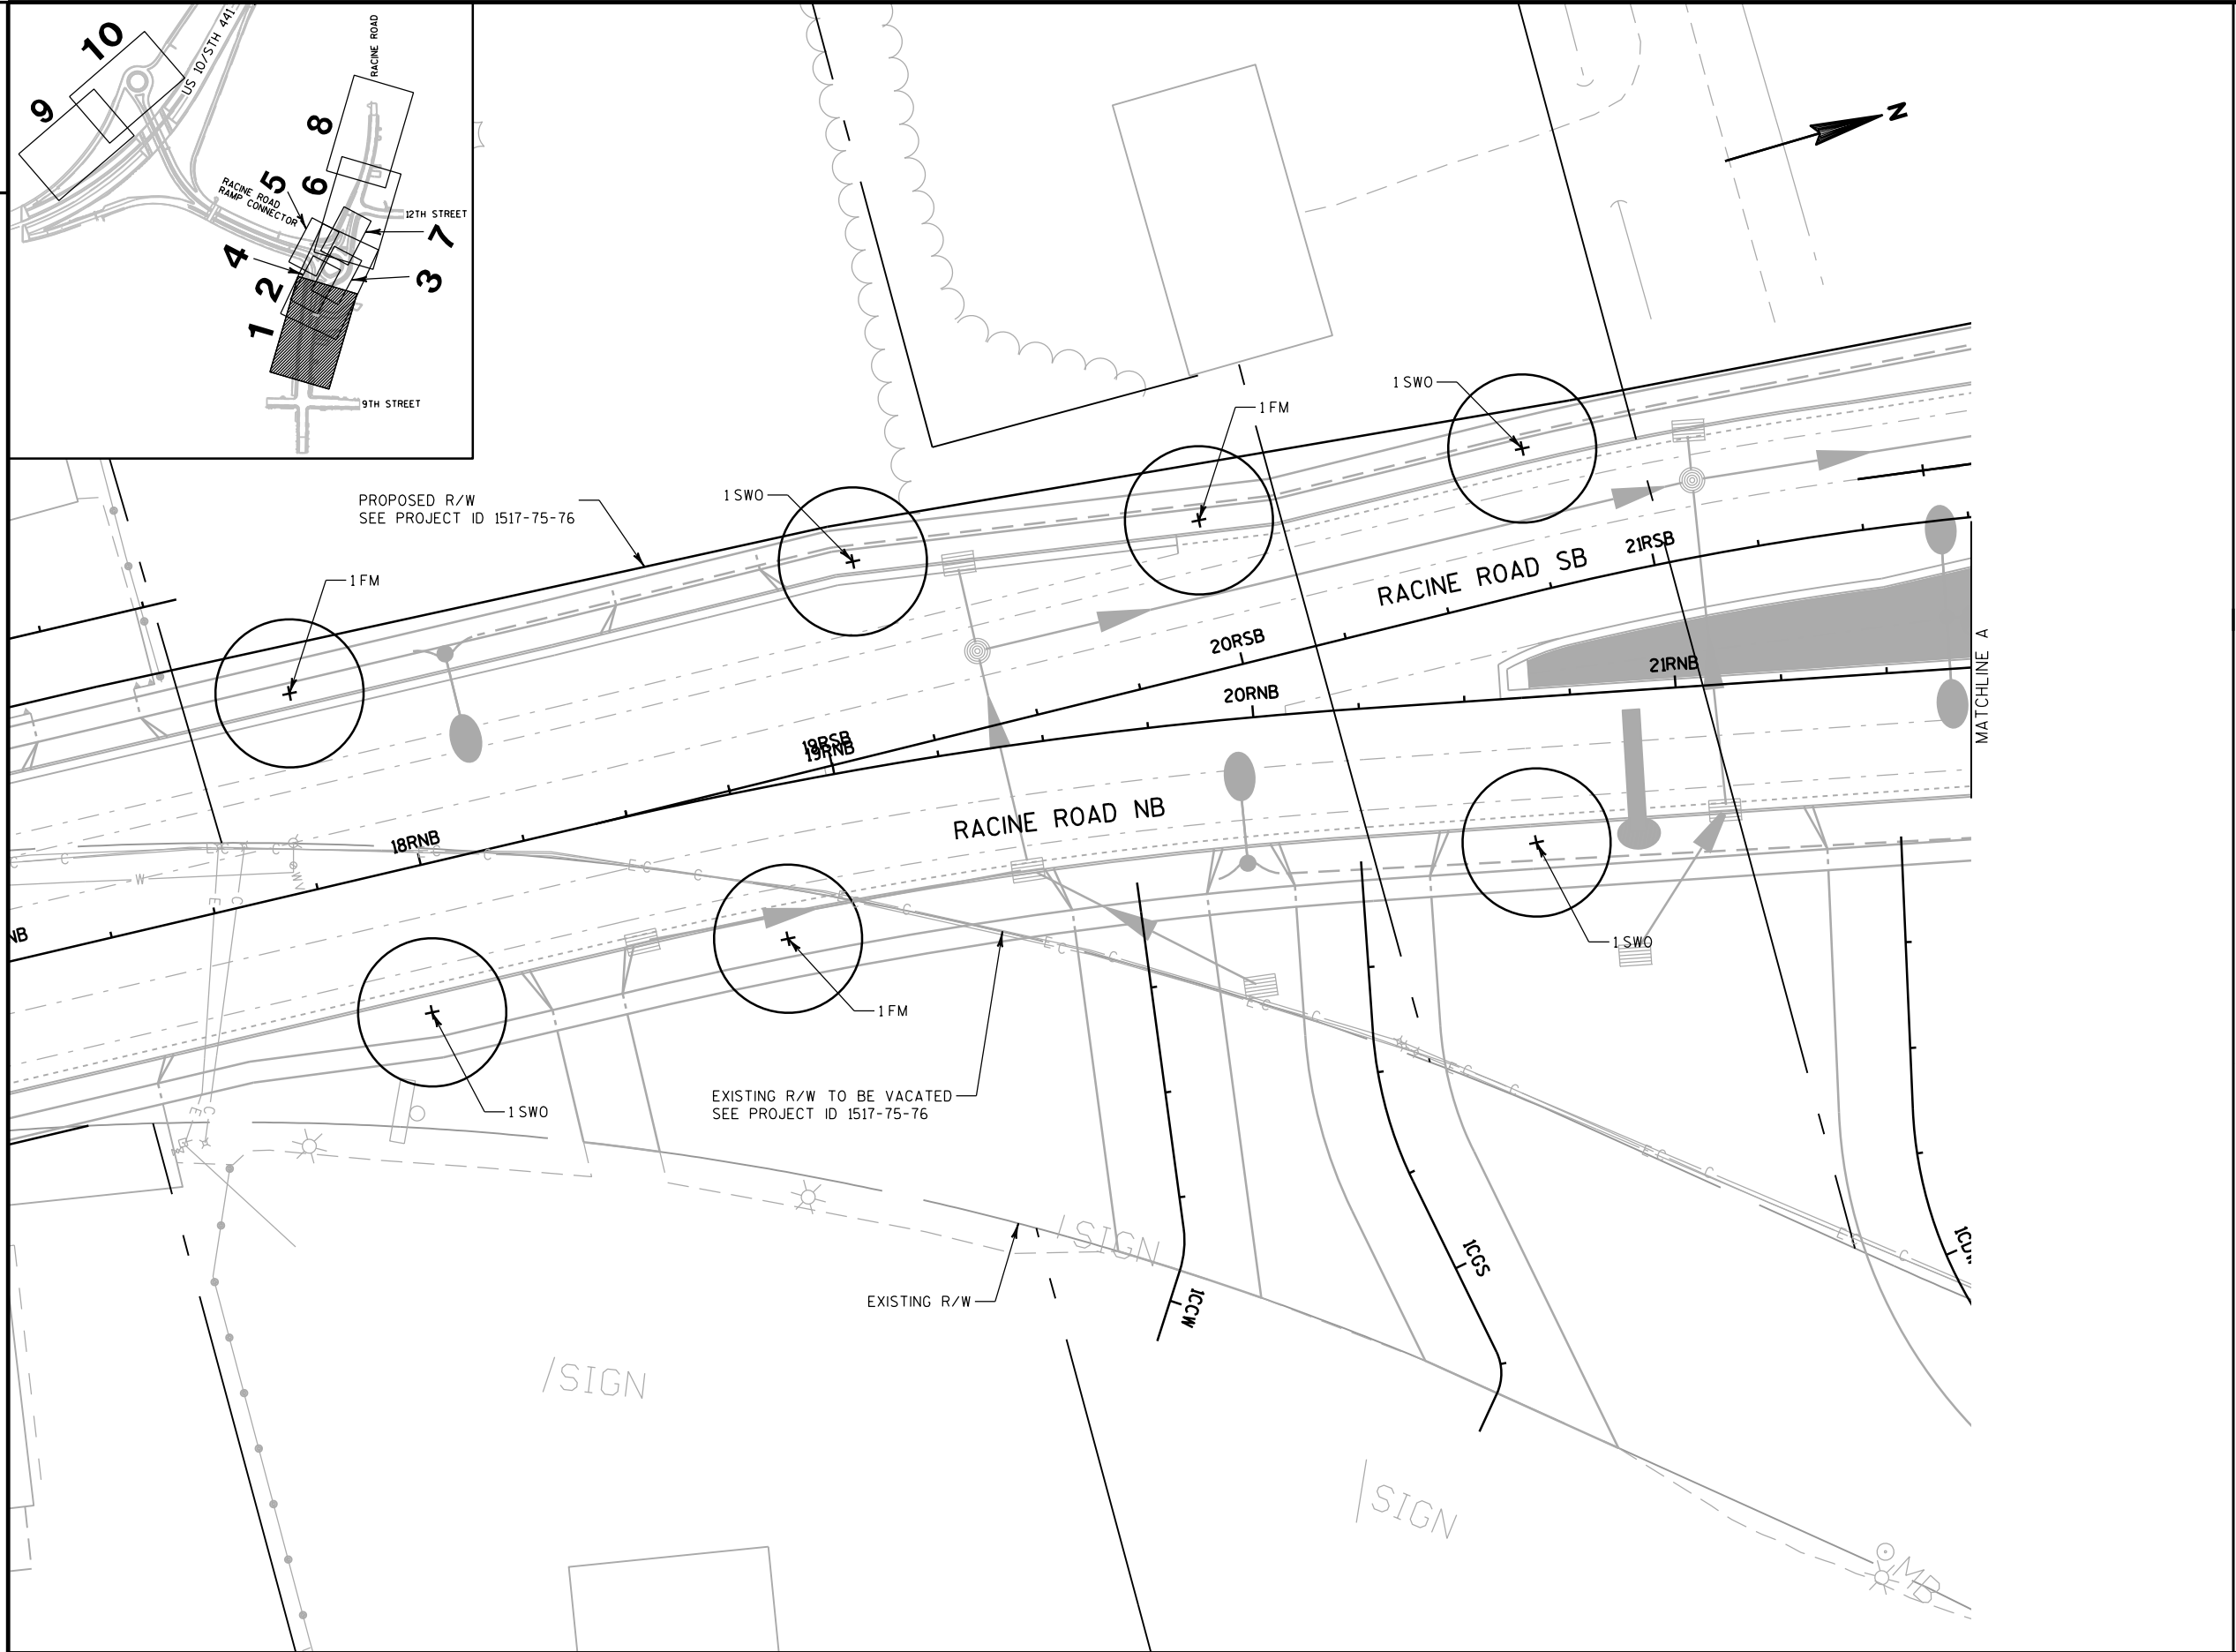 10
US 10/STH 441
RACINE ROAD
9
8
RACINE ROAD
RAMP CONNECTOR
5
6
12TH STREET
7
4
3
2
1
9TH STREET
N
PROPOSED R/W
SEE PROJECT ID 1517-75-76
1 SWO
1 FM
1 SWO
1 FM
RACINE ROAD SB
21RSB
20RSB
21RNB
20RNB
MATCHLINE A
19RSB
19RNB
RACINE ROAD NB
18RNB
E C
C
E C
C
E C
C
W
E
C
NB
E C
C
E C
C
1 SWO
1 FM
E C
C
E C
C
1 SWO
EXISTING R/W TO BE VACATED
SEE PROJECT ID 1517-75-76
E C
C
E C
C
SIGN
1CGS
EXISTING R/W
1CCW
SIGN
SIGN
MB